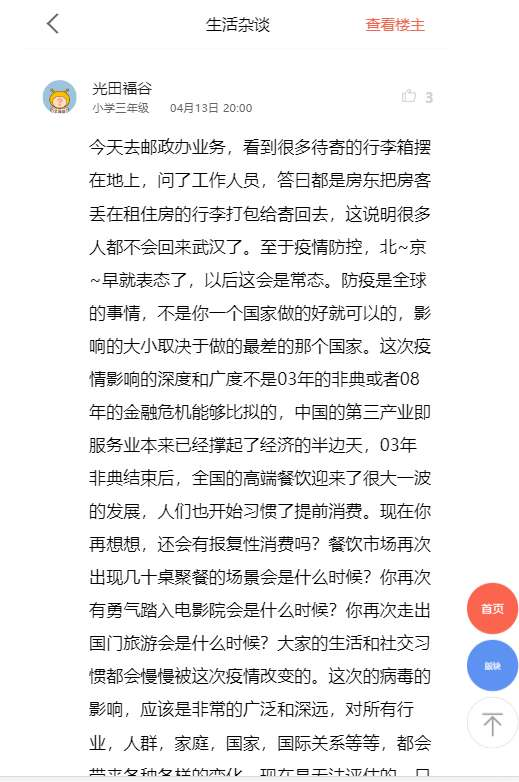 生活杂谈
查看楼主
光田福谷
小学三年级 04月13日 20:00
3
今天去邮政办业务，看到很多待寄的行李箱摆
在地上，问了工作人员，答曰都是房东把房客
丢在租住房的行李打包给寄回去，这说明很多
人都不会回来武汉了。至于疫情防控，北~京
~早就表态了，以后这会是常态。防疫是全球
的事情，不是你一个国家做的好就可以的，影
响的大小取决于做的最差的那个国家。这次疫
情影响的深度和广度不是03年的非典或者08
年的金融危机能够比拟的，中国的第三产业即
服务业本来已经撑起了经济的半边天，03年
非典结束后，全国的高端餐饮迎来了很大一波
的发展，人们也开始习惯了提前消费。现在你
再想想，还会有报复性消费吗？餐饮市场再次
出现几十桌聚餐的场景会是什么时候？你再次
有勇气踏入电影院会是什么时候？你再次走出
国门旅游会是什么时候？大家的生活和社交习
惯都会慢慢被这次疫情改变的。这次的病毒的
影响，应该是非常的广泛和深远，对所有行
业，人群，家庭，国家，国际关系等等，都会
带来各种各样的变化，现在是无法评估的，只
首页
版块